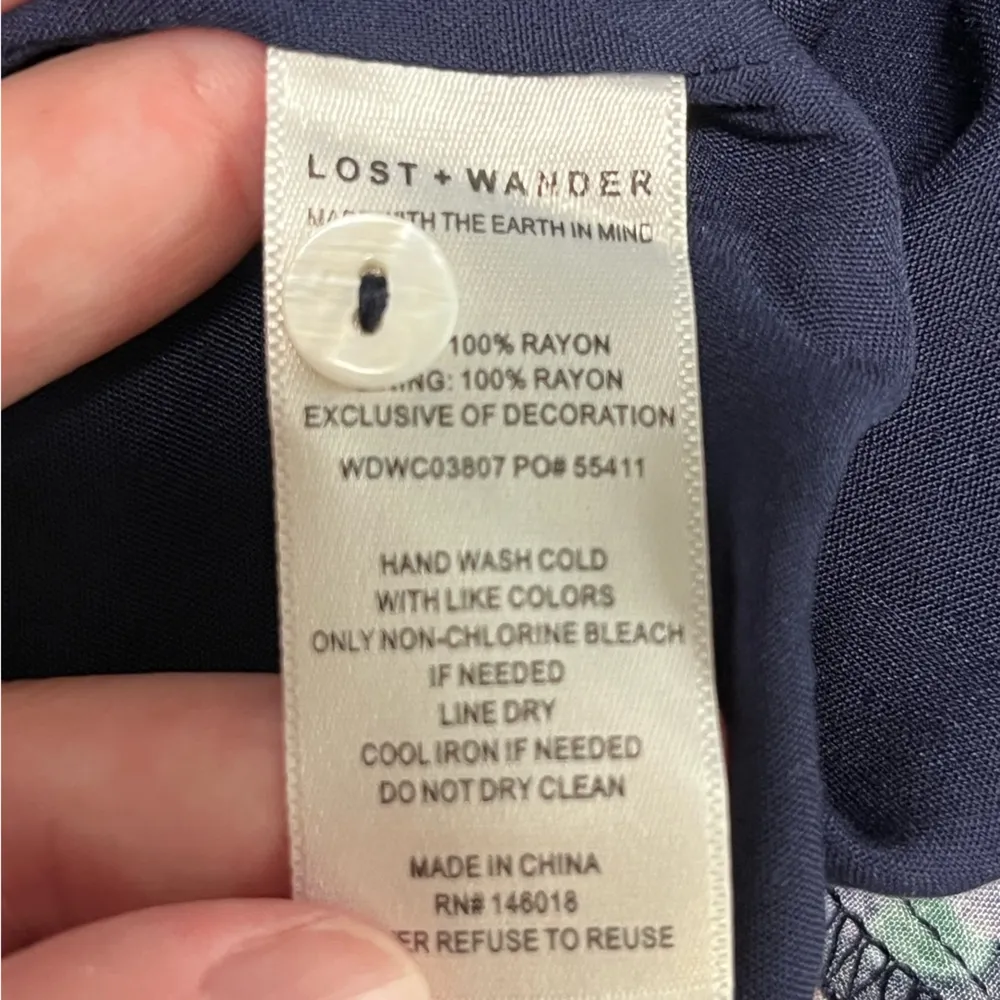 LOST + WANDER
WITH THE EARTH IN MIND
100% RAYON
100% RAYON
EXCLUSIVE OF DECORATION
WDWC03807 PO# 55411
HAND WASH COLD
WITH LIKE COLORS
ONLY NON-CHLORINE BLEACH
IF NEEDED
LINE DRY
COOL IRON IF NEEDED
DO NOT DRY CLEAN
MADE IN CHINA
RN# 146018
REFUSE TO REUSE